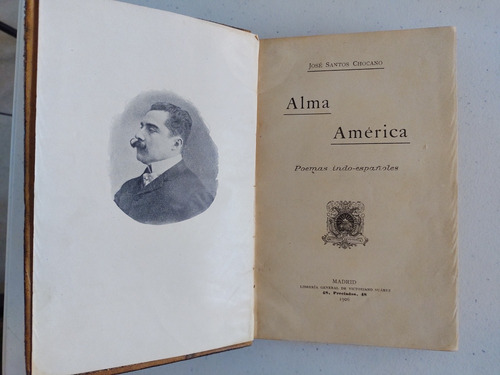 JOSÉ SANTOS CHOCANO
Alma
América
Poemas indo-españoles
MADRID
LIBRERÍA GENERAL DE VICTORIANO SUÁREZ
48, Preciados, 48
1906